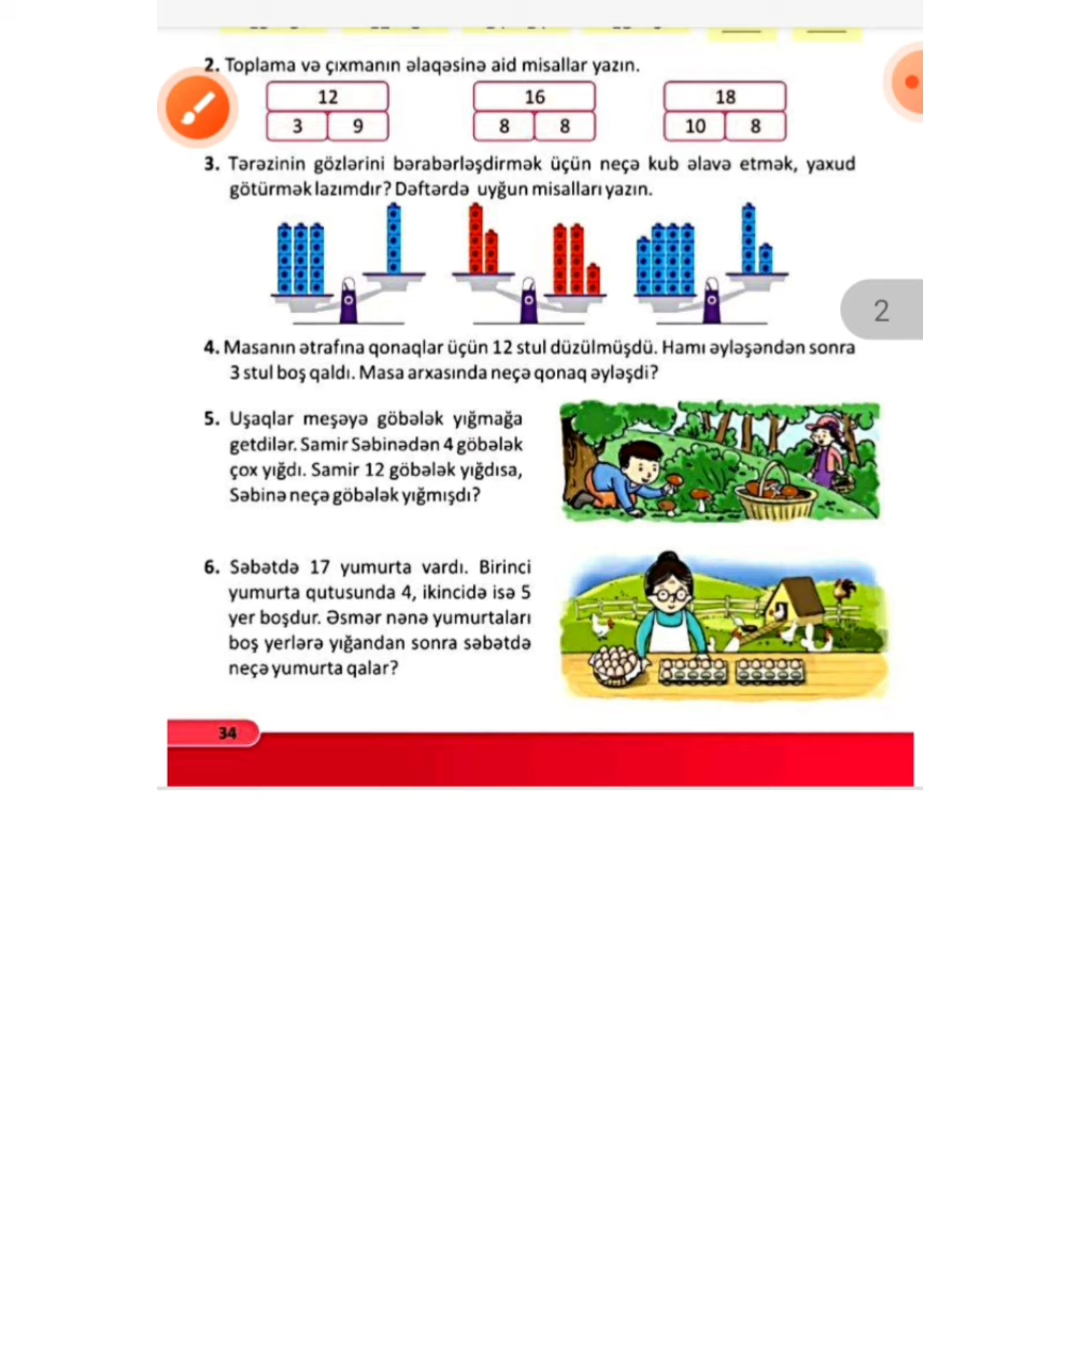 2. Toplama və çıxmanın əlaqəsinə aid misallar yazın.
12 16 18
3 9 8 8 10 8
3. Tərəzinin gözlərini bərabərləşdirmək üçün neçə kub əlavə etmək, yaxud
götürmək lazımdır? Dəftərdə uyğun misalları yazın.
2
4. Masanın ətrafına qonaqlar üçün 12 stul düzülmüşdü. Hamı əyləşəndən sonra
3 stul boş qaldı. Masa arxasında neçə qonaq əyləşdi?
5. Uşaqlar meşəyə göbələk yığmağa
getdilər. Samir Səbinədən 4 göbələk
çox yığdı. Samir 12 göbələk yığdısa,
Səbinə neçə göbələk yığmışdı?
6. Səbətdə 17 yumurta vardı. Birinci
yumurta qutusunda 4, ikincidə isə 5
yer boşdur. Əsmər nənə yumurtaları
boş yerlərə yığandan sonra səbətdə
neçə yumurta qalar?
34